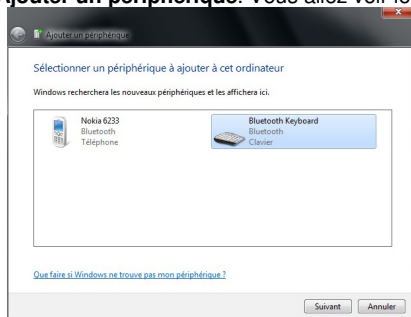 Ajouter un périphérique. Vous allez voir le
Ajouter un périphérique
Sélectionner un périphérique à ajouter à cet ordinateur
Windows recherchera les nouveaux périphériques et les affichera ici.
Nokia 6233
Bluetooth
Téléphone
Bluetooth Keyboard
Bluetooth
Clavier
Que faire si Windows ne trouve pas mon périphérique ?
Suivant
Annuler